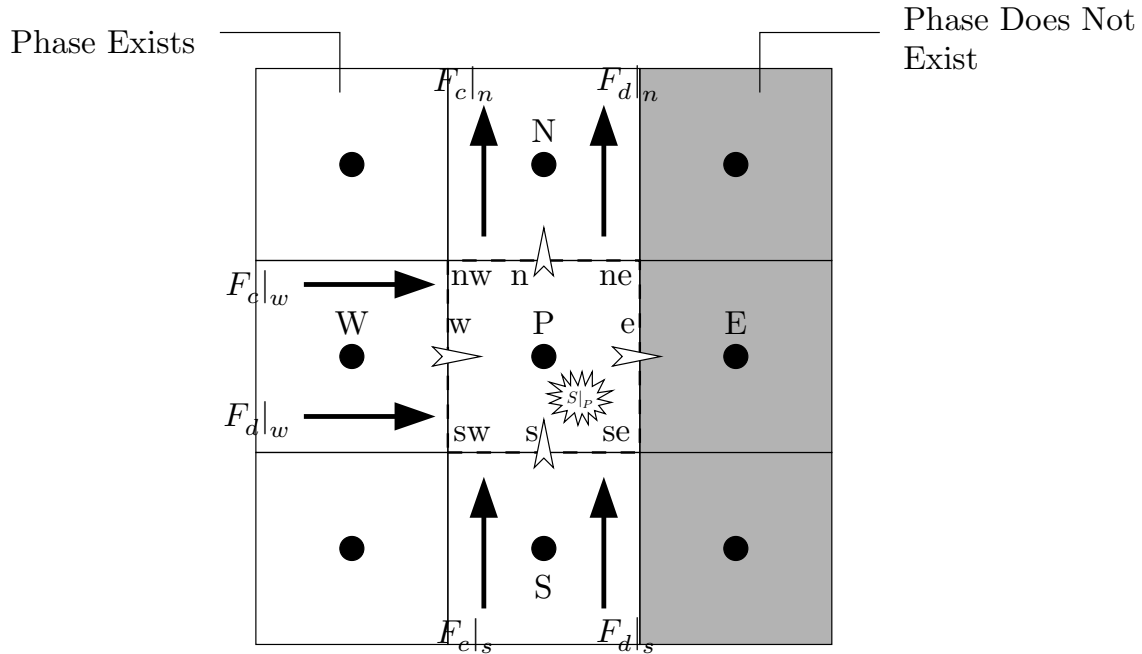 Phase Exists
Phase Does Not
Exist
F_c|_n
F_d|_n
N
nw
n
ne
F_c|_w
W
w
P
e
E
S|_P
F_d|_w
sw
s
se
S
F_c|_s
F_d|_s